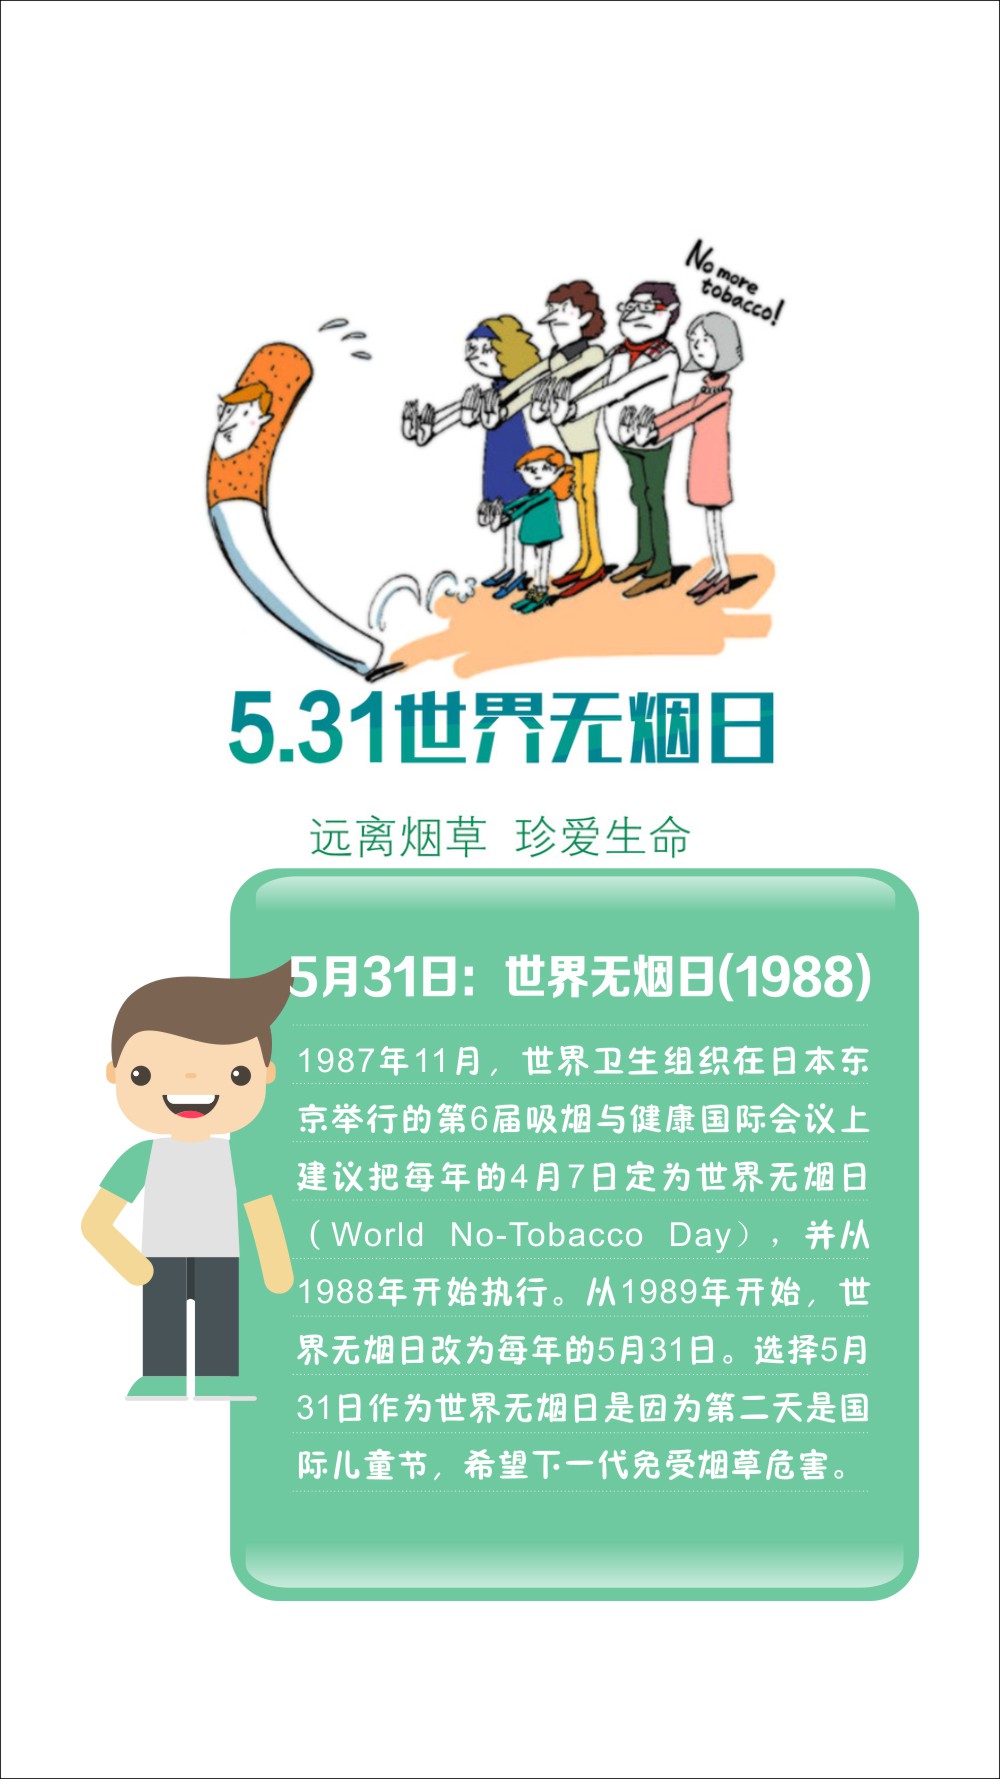 No more
tobacco!
5.31世界无烟日
远离烟草 珍爱生命
5月31日：世界无烟日(1988)
1987年11月，世界卫生组织在日本东
京举行的第6届吸烟与健康国际会议上
建议把每年的4月7日定为世界无烟日
（World No-Tobacco Day），并从
1988年开始执行。从1989年开始，世
界无烟日改为每年的5月31日。选择5月
31日作为世界无烟日是因为第二天是国
际儿童节，希望下一代免受烟草危害。